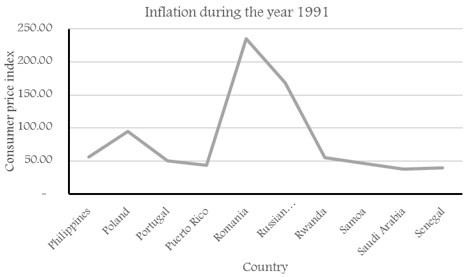 Inflation during the year 1991
Consumer price index
250.00
200.00
150.00
100.00
50.00
-
Philippines
Poland
Portugal
Puerto Rico
Romania
Russian...
Rwanda
Samoa
Saudi Arabia
Senegal
Country